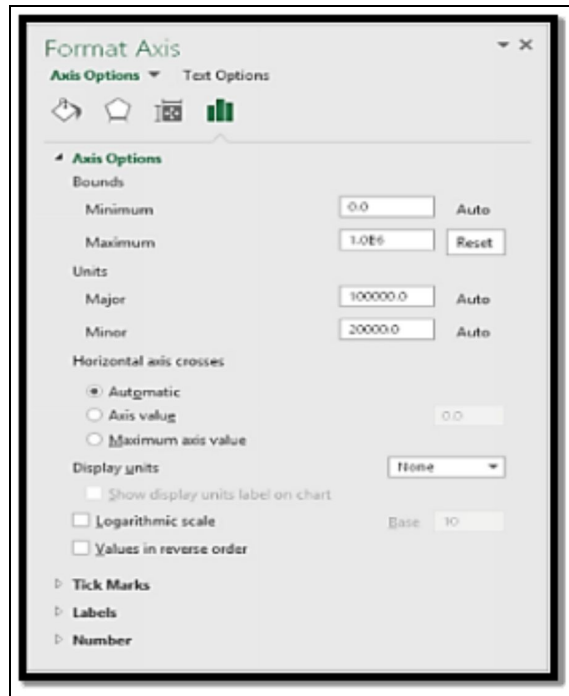 Format Axis
Axis Options Text Options
Axis Options
Bounds
Minimum 0.0 Auto
Maximum 1.0E6 Reset
Units
Major 100000.0 Auto
Minor 20000.0 Auto
Horizontal axis crosses
Automatic
Axis value 0.0
Maximum axis value
Display units None
Show display units label on chart
Logarithmic scale Base 10
Values in reverse order
Tick Marks
Labels
Number